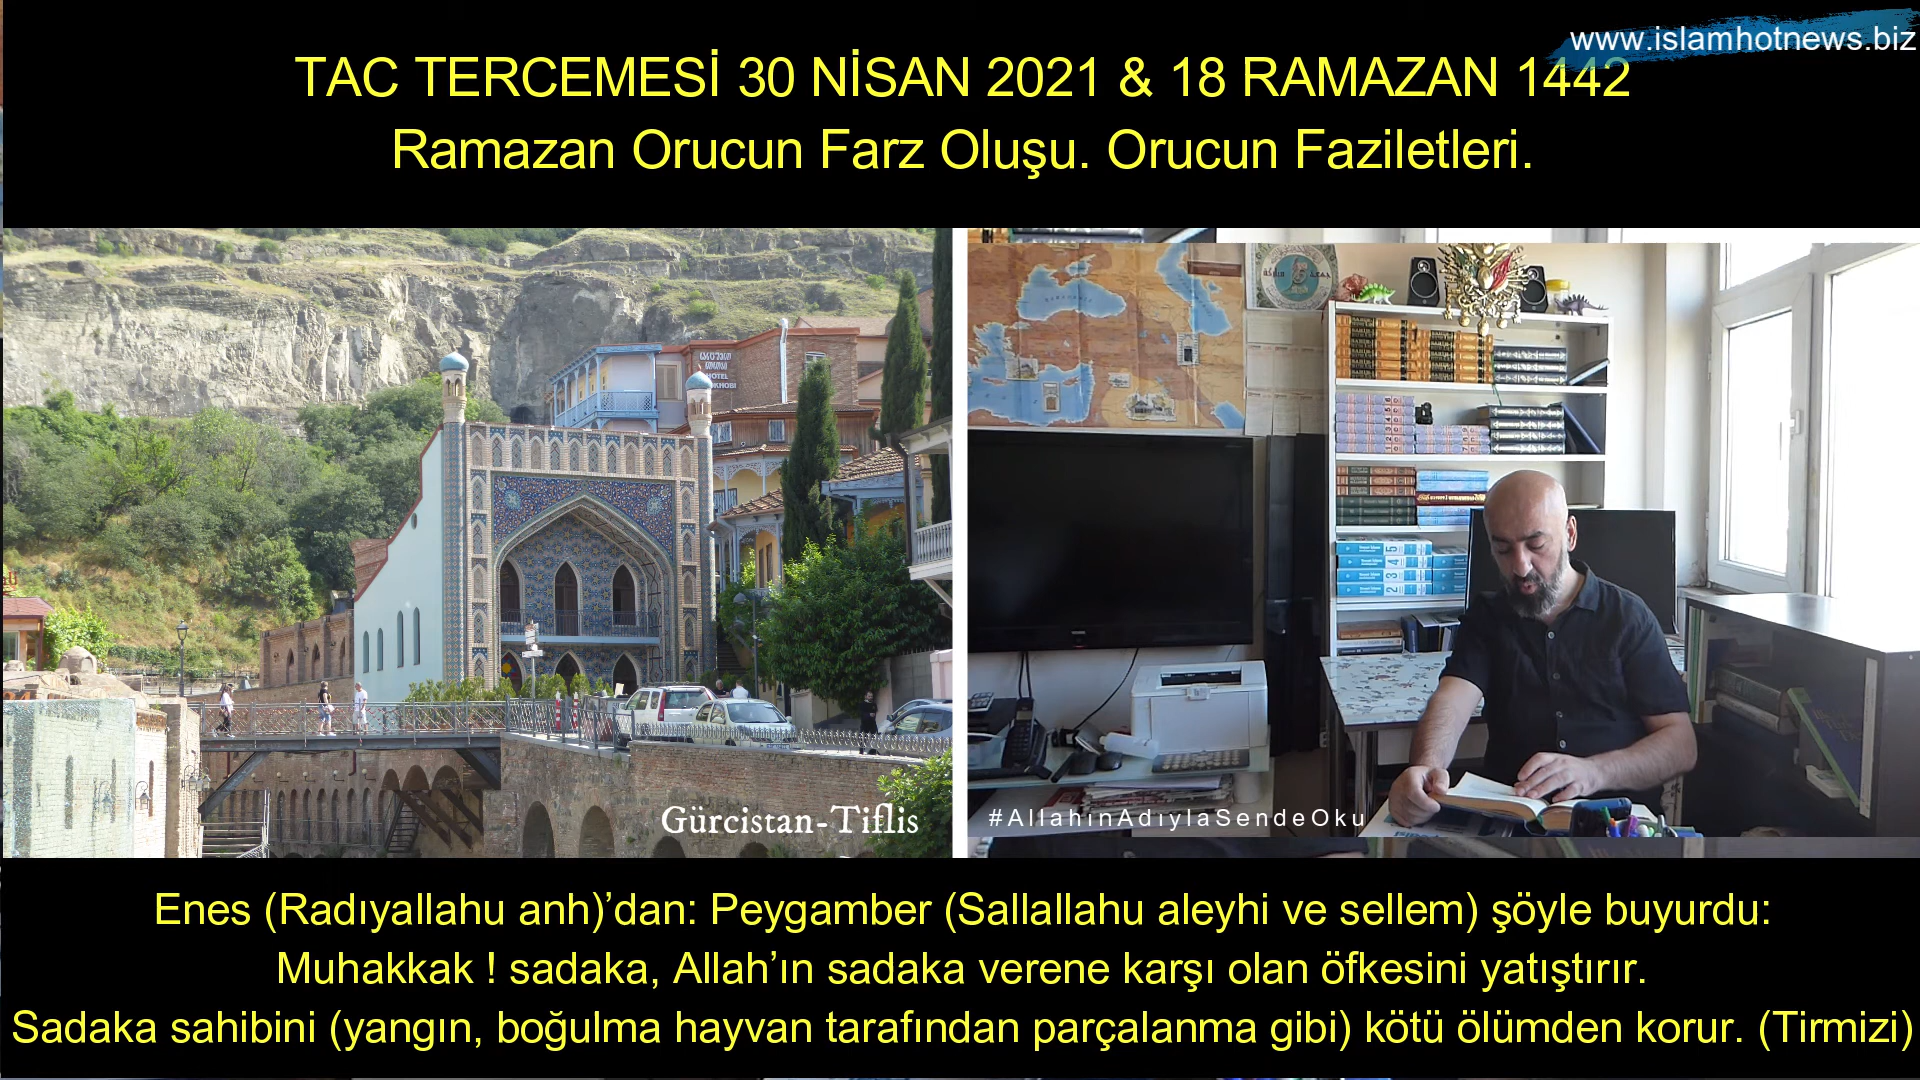 www.islamhotnews.biz
TAC TERCEMESİ 30 NİSAN 2021 & 18 RAMAZAN 1442
Ramazan Orucun Farz Oluşu. Orucun Faziletleri.
HOTEL
Gürcistan-Tiflis
#AllahınAdıylaSendeOku
Enes (Radıyallahu anh)’dan: Peygamber (Sallallahu aleyhi ve sellem) şöyle buyurdu:
Muhakkak ! sadaka, Allah’ın sadaka verene karşı olan öfkesini yatıştırır.
Sadaka sahibini (yangın, boğulma hayvan tarafından parçalanma gibi) kötü ölümden korur. (Tirmizi)